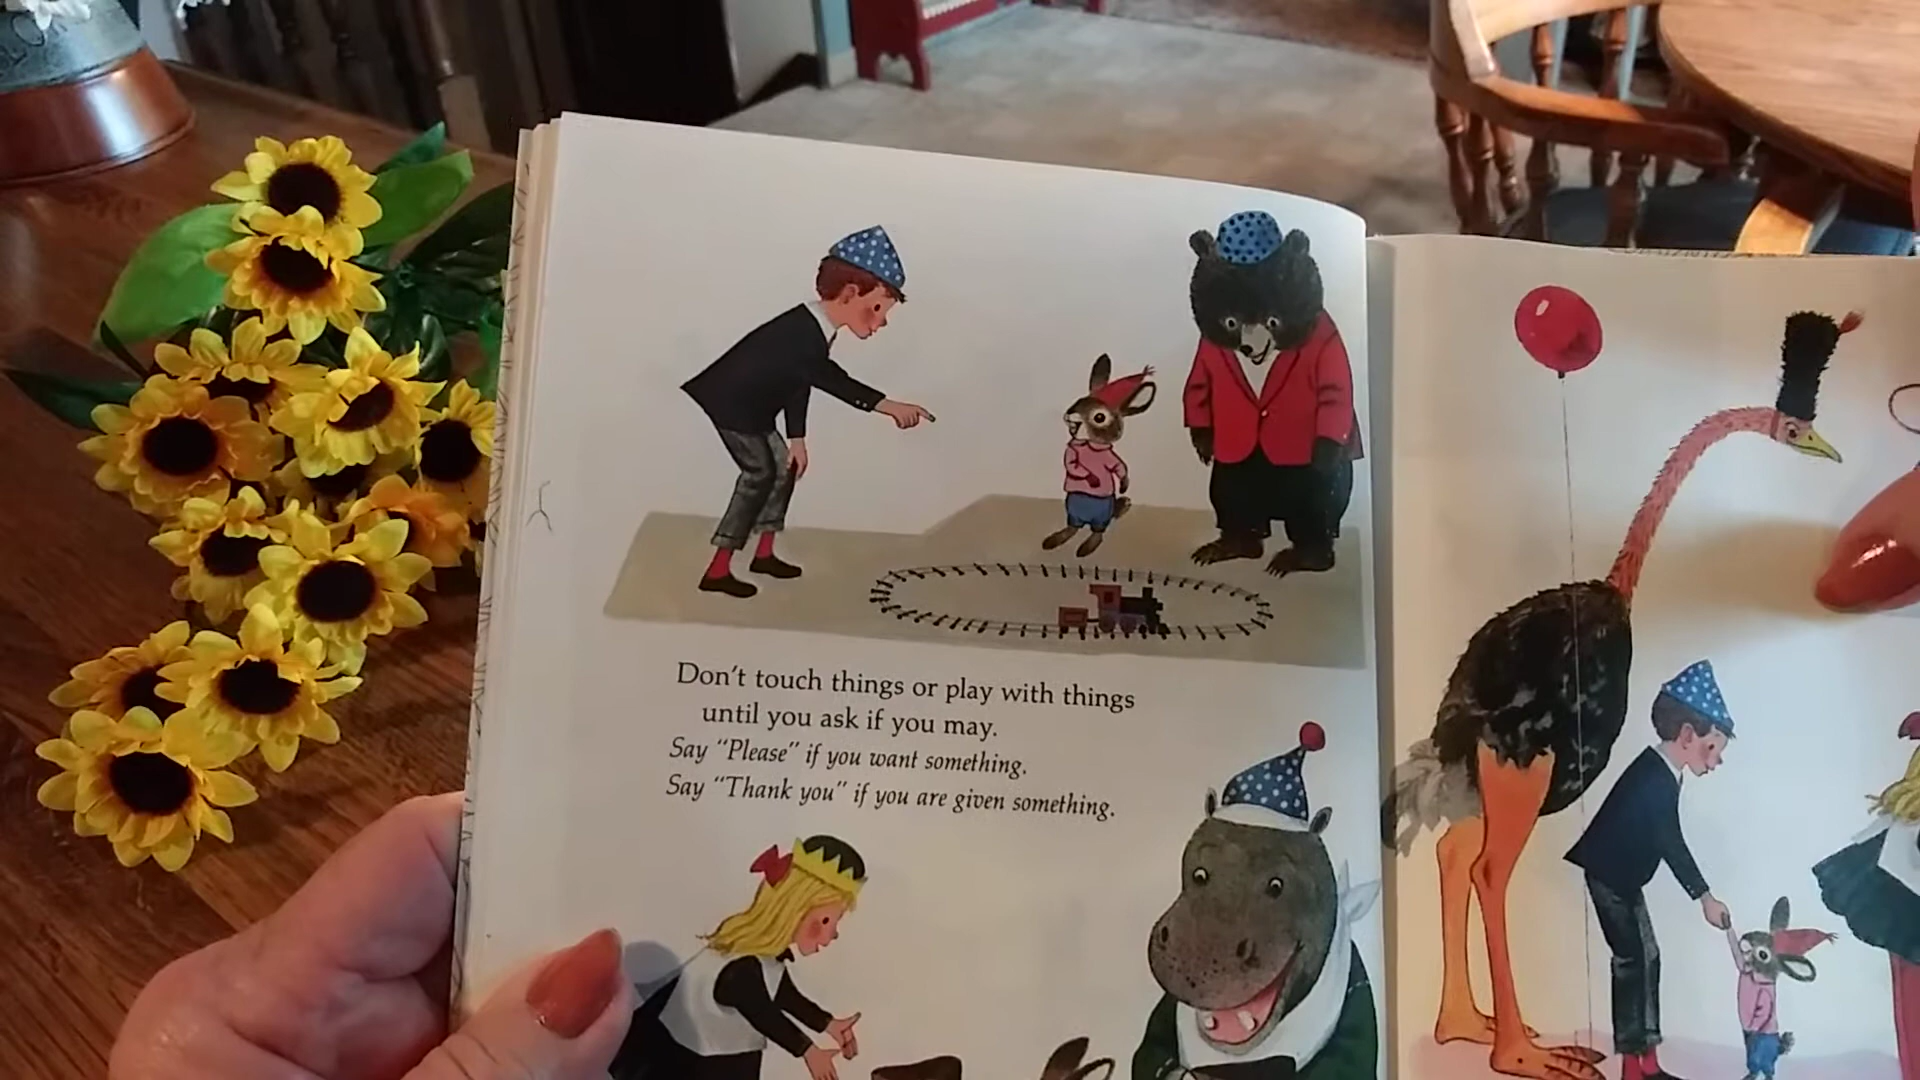 Don't touch things or play with things
until you ask if you may.
Say "Please" if you want something.
Say "Thank you" if you are given something.